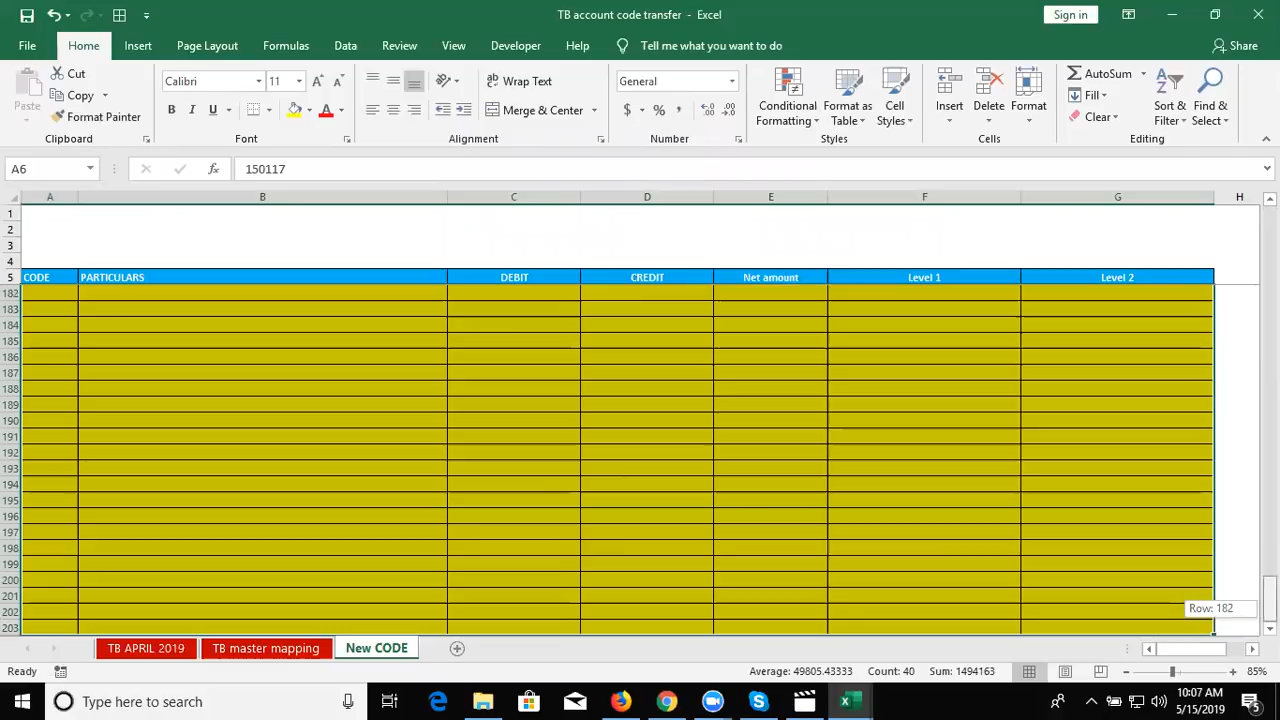 TB account code transfer - Excel
Sign in
File Home Insert Page Layout Formulas Data Review View Developer Help Tell me what you want to do Share
Paste
Cut
Copy
Format Painter
Clipboard
Calibri 11
B I U
Font
Wrap Text
Merge & Center
Alignment
General
$ % ,
Number
Conditional Formatting
Format as Table
Cell Styles
Styles
Insert
Delete
Format
Cells
AutoSum
Fill
Clear
Sort & Filter
Find & Select
Editing
A6 fx 150117
A B C D E F G H
1
2
3
4
5 CODE PARTICULARS DEBIT CREDIT Net amount Level 1 Level 2
182
183
184
185
186
187
188
189
190
191
192
193
194
195
196
197
198
199
200
201
202
203
Row: 182
TB APRIL 2019 TB master mapping New CODE
Ready Average: 49805.43333 Count: 40 Sum: 1494163 85%
Type here to search
10:07 AM
5/15/2019
5